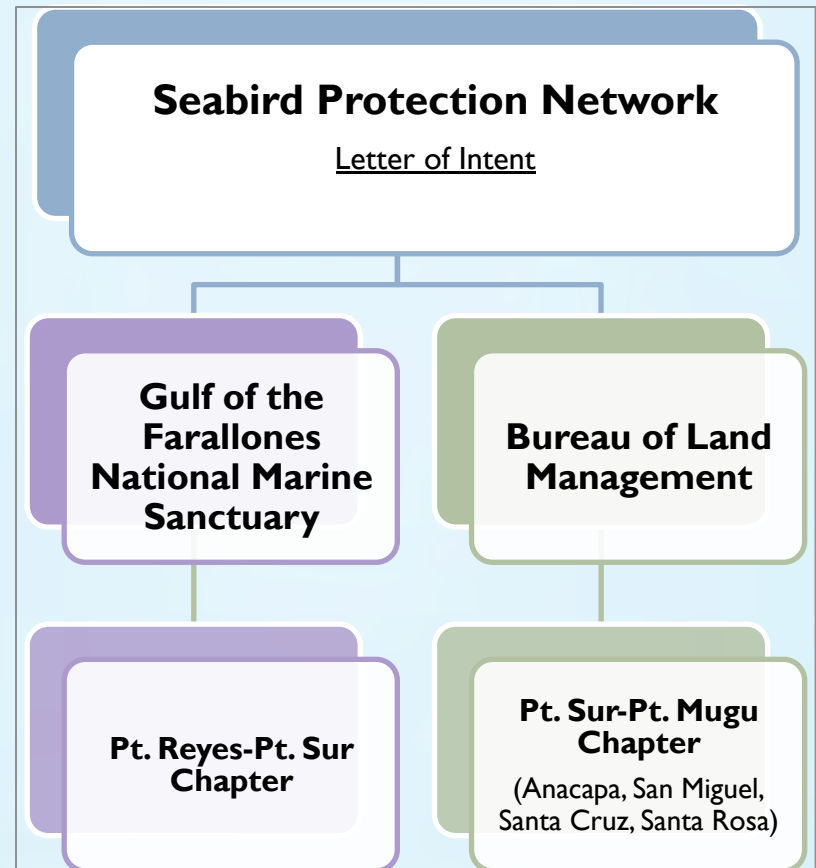 Seabird Protection Network
Letter of Intent
Gulf of the
Farallones
National Marine
Sanctuary
Bureau of Land
Management
Pt. Reyes-Pt. Sur
Chapter
Pt. Sur-Pt. Mugu
Chapter
(Anacapa, San Miguel,
Santa Cruz, Santa Rosa)